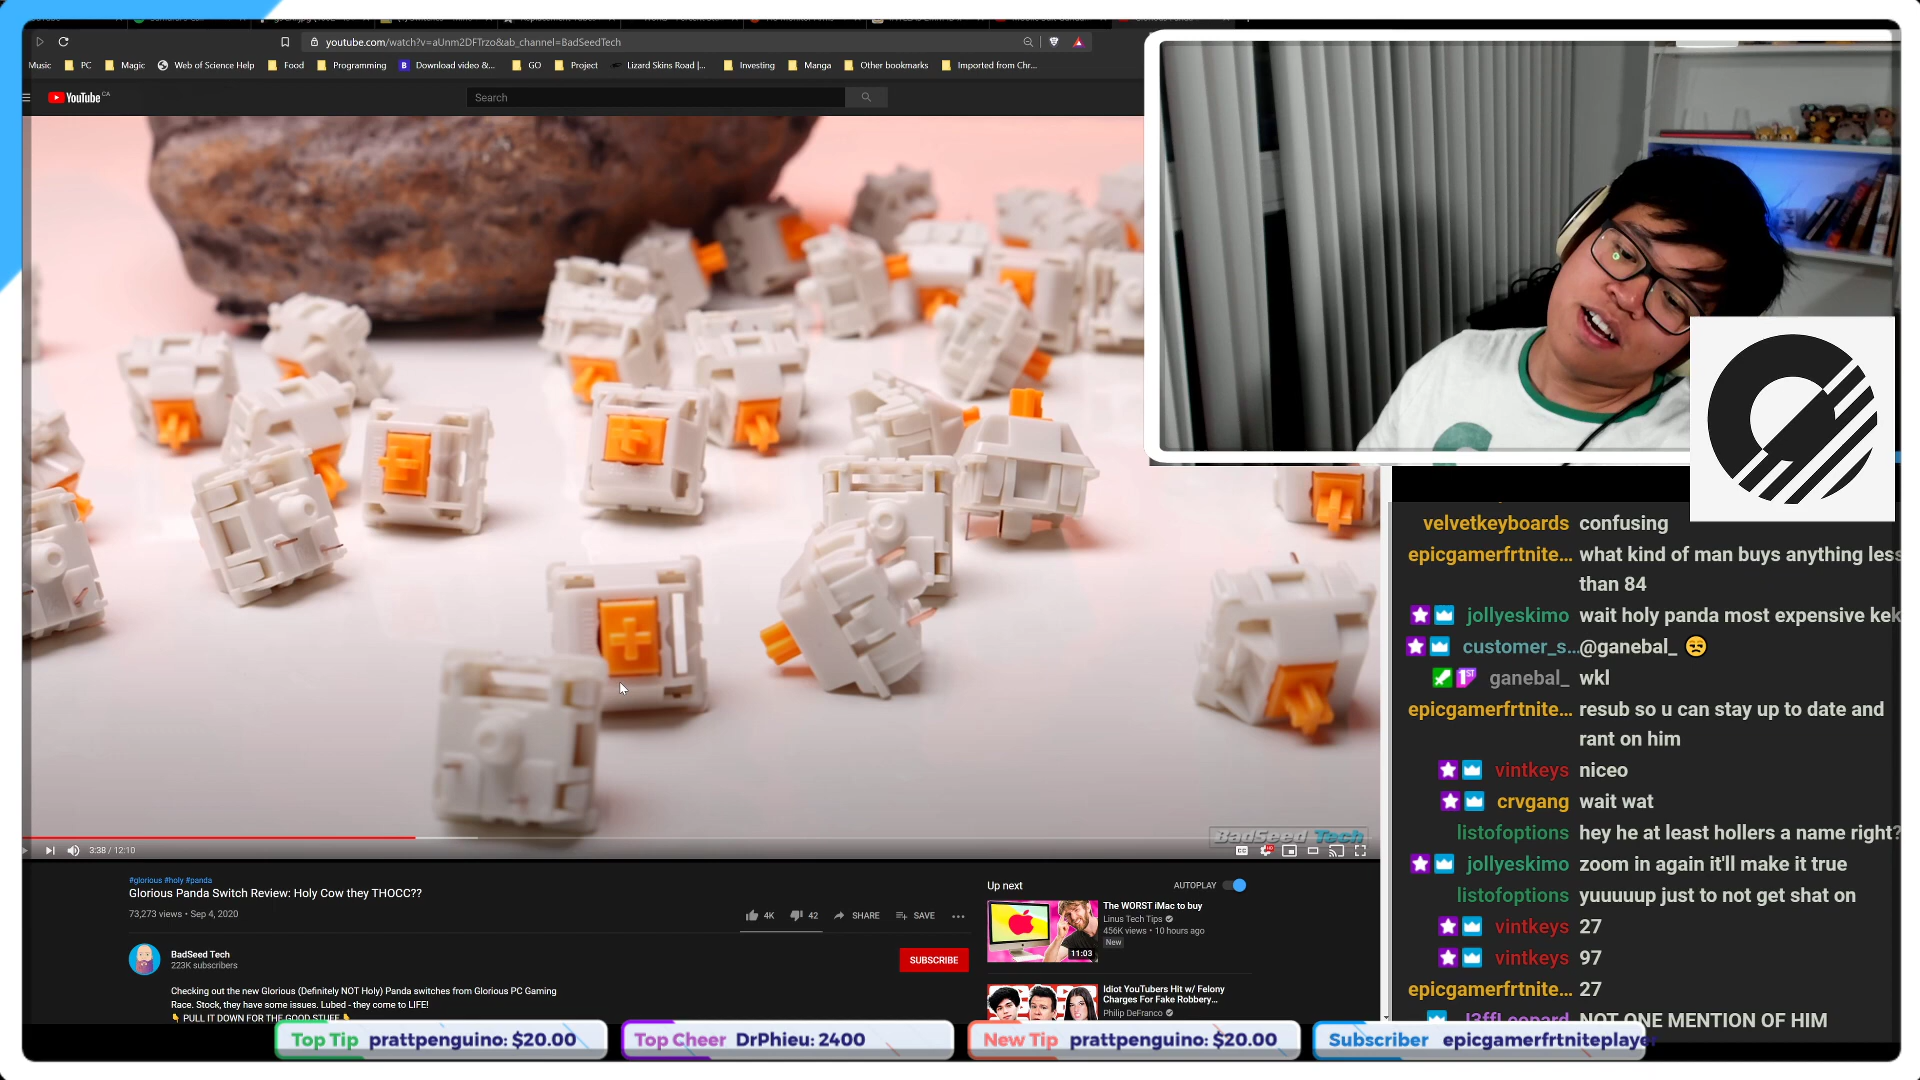 youtube.com/watch?v=aUnm2DFTrzo&ab_channel=BadSeedTech
Music PC Magic Web of Science Help Food Programming Download video &... GO Project Lizard Skins Road |... Investing Manga Other bookmarks Imported from Chr...
YouTube CA
Search
BadSeed Tech
3:38 / 12:10
#glorious #holy #panda
Glorious Panda Switch Review: Holy Cow they THOCC??
73,273 views • Sep 4, 2020
4K 42 SHARE SAVE
BadSeed Tech
223K subscribers
SUBSCRIBE
Checking out the new Glorious (Definitely NOT Holy) Panda switches from Glorious PC Gaming
Race. Stock, they have some issues. Lubed - they come to LIFE!
👇 PULL IT DOWN FOR THE GOOD STUFF 👇
Up next AUTOPLAY
The WORST iMac to buy
Linus Tech Tips
456K views • 10 hours ago
New
11:03
Idiot YouTubers Hit w/ Felony
Charges For Fake Robbery...
Philip DeFranco
velvetkeyboards confusing
epicgamerfrtnite... what kind of man buys anything less
than 84
jollyeskimo wait holy panda most expensive kek
customer_s... @ganebal_ 😒
ganebal_ wkl
epicgamerfrtnite... resub so u can stay up to date and
rant on him
vintkeys niceo
crvgang wait wat
listofoptions hey he at least hollers a name right?
jollyeskimo zoom in again it'll make it true
listofoptions yuuuuup just to not get shat on
vintkeys 27
vintkeys 97
epicgamerfrtnite... 27
l3ffLeopard NOT ONE MENTION OF HIM
Top Tip prattpenguino: $20.00
Top Cheer DrPhieu: 2400
New Tip prattpenguino: $20.00
Subscriber epicgamerfrtniteplayer